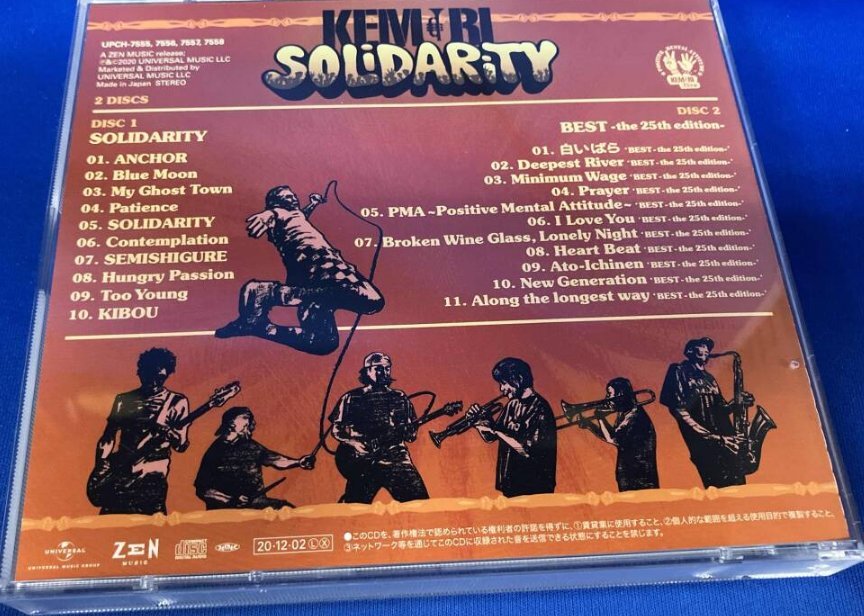 KEMURI
SOLiDARiTY
UPCH-7555, 7556, 7557, 7558
A ZEN MUSIC release;
℗&©2020 UNIVERSAL MUSIC LLC
Marketed & Distributed by
UNIVERSAL MUSIC LLC
Made in Japan STEREO
2 DISCS
KEMURI
DISC 1
SOLIDARITY
01. ANCHOR
02. Blue Moon
03. My Ghost Town
04. Patience
05. SOLIDARITY
06. Contemplation
07. SEMISHIGURE
08. Hungry Passion
09. Too Young
10. KIBOU
DISC 2
BEST -the 25th edition-
01. 白いばら 'BEST - the 25th edition-'
02. Deepest River 'BEST - the 25th edition-'
03. Minimum Wage 'BEST - the 25th edition-'
04. Prayer 'BEST - the 25th edition-'
05. PMA ~Positive Mental Attitude~ 'BEST - the 25th edition-'
06. I Love You 'BEST - the 25th edition-'
07. Broken Wine Glass, Lonely Night 'BEST - the 25th edition-'
08. Heart Beat 'BEST - the 25th edition-'
09. Ato-Ichinen 'BEST - the 25th edition-'
10. New Generation 'BEST - the 25th edition-'
11. Along the longest way 'BEST - the 25th edition-'
UNIVERSAL
UNIVERSAL MUSIC GROUP
ZEN
MUSIC
disc
DIGITAL AUDIO
20·12·02 Ⓛ Ⓧ
●このCDを、著作権法で認められている権利者の許諾を得ずに、①賃貸業に使用すること、②個人的な範囲を超える使用目的で複製すること、
③ネットワーク等を通じてこのCDに収録された音を送信できる状態にすることを禁じます。